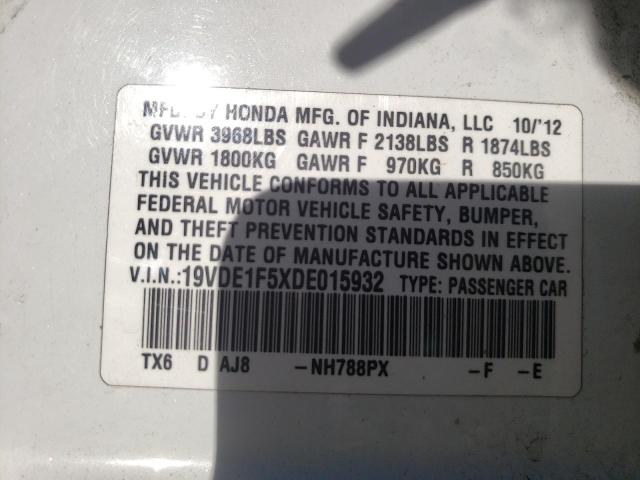 MFD. BY HONDA MFG. OF INDIANA, LLC 10/'12
GVWR 3968LBS GAWR F 2138LBS R 1874LBS
GVWR 1800KG GAWR F 970KG R 850KG
THIS VEHICLE CONFORMS TO ALL APPLICABLE
FEDERAL MOTOR VEHICLE SAFETY, BUMPER,
AND THEFT PREVENTION STANDARDS IN EFFECT
ON THE DATE OF MANUFACTURE SHOWN ABOVE.
V.I.N.:19VDE1F5XDE015932 TYPE: PASSENGER CAR
TX6 D AJ8 -NH788PX -F -E